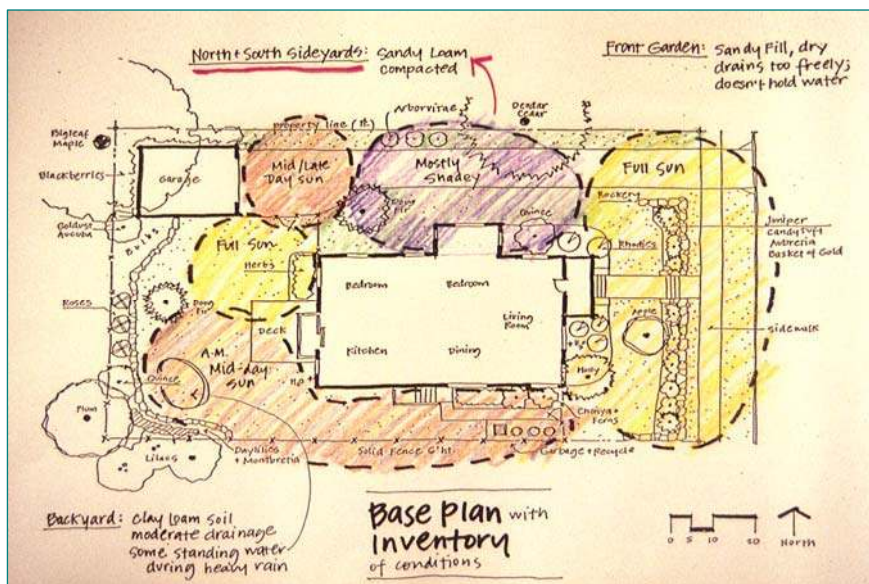 North + South Sideyards: Sandy Loam
compacted
Front Garden: Sandy Fill, dry
drains too freely;
doesn't hold water
Arborvitae
Deodar
Cedar
property line (
Bigleaf
Maple
Blackberries
Garage
Mid/Late
Day Sun
Mostly
Shadey
Full Sun
Rockery
Doug
Fir
Quince
Goldust
Aucuba
Full Sun
Rhodies
Juniper
Candytuft
Aubretia
Basket of Gold
Herbs
Bedroom
Bedroom
Roses
Doug
Fir
Deck
Living
Room
Apple
Sidewalk
A.M.
Mid-day
Sun
Kitchen
Dining
Quince
Holly
Plum
Choisya +
Ferns
Daylilies
+ Montbretia
Solid Fence 6' ht.
Garbage + Recycle
Lilacs
Backyard: Clay loam soil
moderate drainage
some standing water
during heavy rain
Base Plan with
Inventory
of conditions
0 5 10 20
North